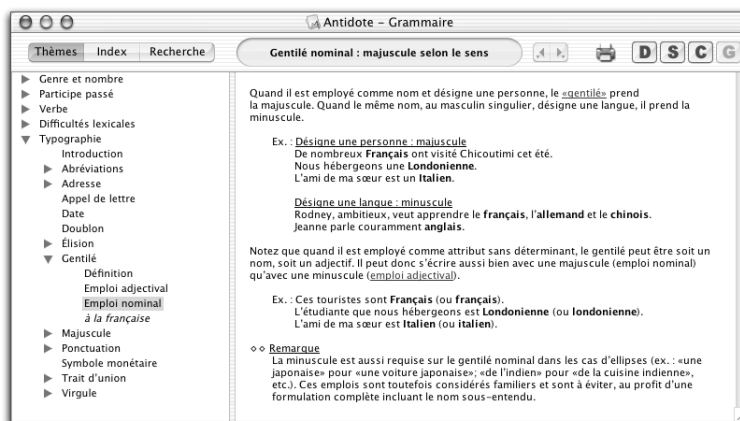 Antidote – Grammaire
Thèmes Index Recherche
Gentilé nominal : majuscule selon le sens
D S C G
Genre et nombre
Participe passé
Verbe
Difficultés lexicales
Typographie
Introduction
Abréviations
Adresse
Appel de lettre
Date
Doublon
Élision
Gentilé
Définition
Emploi adjectival
Emploi nominal
à la française
Majuscule
Ponctuation
Symbole monétaire
Trait d'union
Virgule
Quand il est employé comme nom et désigne une personne, le «gentilé» prend
la majuscule. Quand le même nom, au masculin singulier, désigne une langue, il prend la
minuscule.
Ex. : Désigne une personne : majuscule
De nombreux Français ont visité Chicoutimi cet été.
Nous hébergeons une Londonienne.
L'ami de ma sœur est un Italien.
Désigne une langue : minuscule
Rodney, ambitieux, veut apprendre le français, l'allemand et le chinois.
Jeanne parle couramment anglais.
Notez que quand il est employé comme attribut sans déterminant, le gentilé peut être soit un
nom, soit un adjectif. Il peut donc s'écrire aussi bien avec une majuscule (emploi nominal)
qu'avec une minuscule (emploi adjectival).
Ex. : Ces touristes sont Français (ou français).
L'étudiante que nous hébergeons est Londonienne (ou londonienne).
L'ami de ma sœur est Italien (ou italien).
◇◇ Remarque
La minuscule est aussi requise sur le gentilé nominal dans les cas d'ellipses (ex. : «une
japonaise» pour «une voiture japonaise»; «de l'indien» pour «de la cuisine indienne»,
etc.). Ces emplois sont toutefois considérés familiers et sont à éviter, au profit d'une
formulation complète incluant le nom sous-entendu.